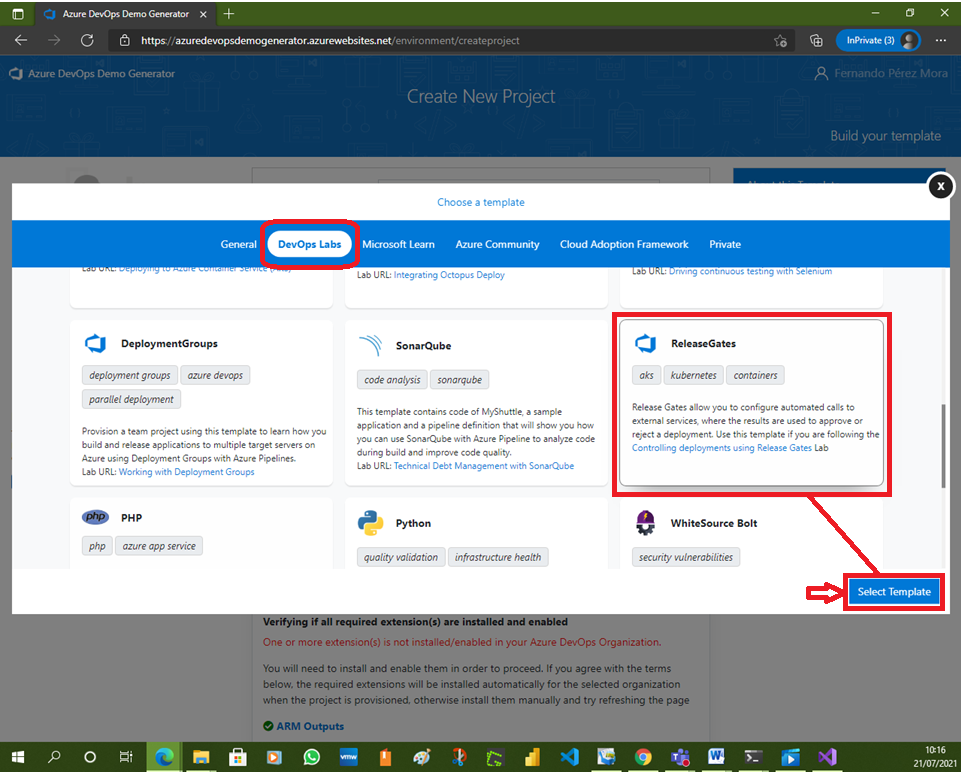 Azure DevOps Demo Generator
https://azuredevopsdemogenerator.azurewebsites.net/environment/createproject
InPrivate (3)
Azure DevOps Demo Generator
Fernando Pérez Mora
Create New Project
Build your template
X
Choose a template
General DevOps Labs Microsoft Learn Azure Community Cloud Adoption Framework Private
Lab URL: Deploying to Azure Container Service (AKS)
Lab URL: Integrating Octopus Deploy
Lab URL: Driving continuous testing with Selenium
DeploymentGroups
deployment groups azure devops
parallel deployment
Provision a team project using this template to learn how you
build and release applications to multiple target servers on
Azure using Deployment Groups with Azure Pipelines.
Lab URL: Working with Deployment Groups
SonarQube
code analysis sonarqube
This template contains code of MyShuttle, a sample
application and a pipeline definition that will show you how
you can use SonarQube with Azure Pipeline to analyze code
during build and improve code quality.
Lab URL: Technical Debt Management with SonarQube
ReleaseGates
aks kubernetes containers
Release Gates allow you to configure automated calls to
external services, where the results are used to approve or
reject a deployment. Use this template if you are following the
Controlling deployments using Release Gates Lab
php PHP
php azure app service
Python
quality validation infrastructure health
WhiteSource Bolt
security vulnerabilities
Select Template
Verifying if all required extension(s) are installed and enabled
One or more extension(s) is not installed/enabled in your Azure DevOps Organization.
You will need to install and enable them in order to proceed. If you agree with the terms
below, the required extensions will be installed automatically for the selected organization
when the project is provisioned, otherwise install them manually and try refreshing the page
ARM Outputs
vmw
10:16
21/07/2021